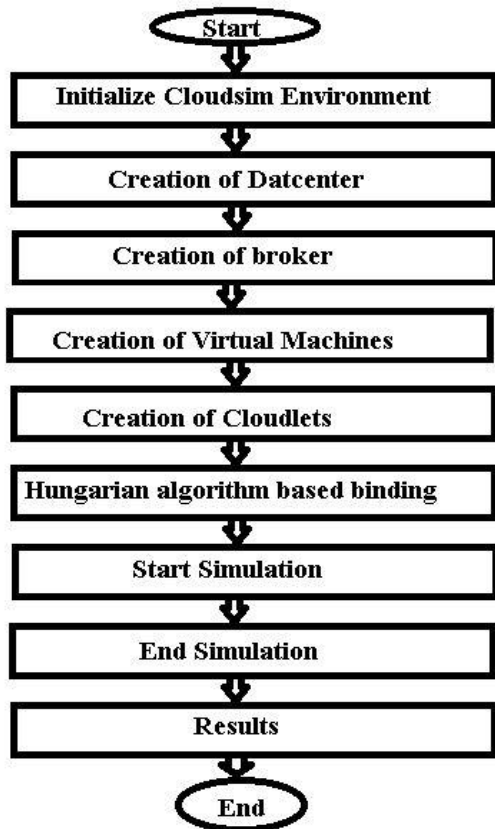 Start
Initialize Cloudsim Environment
Creation of Datcenter
Creation of broker
Creation of Virtual Machines
Creation of Cloudlets
Hungarian algorithm based binding
Start Simulation
End Simulation
Results
End